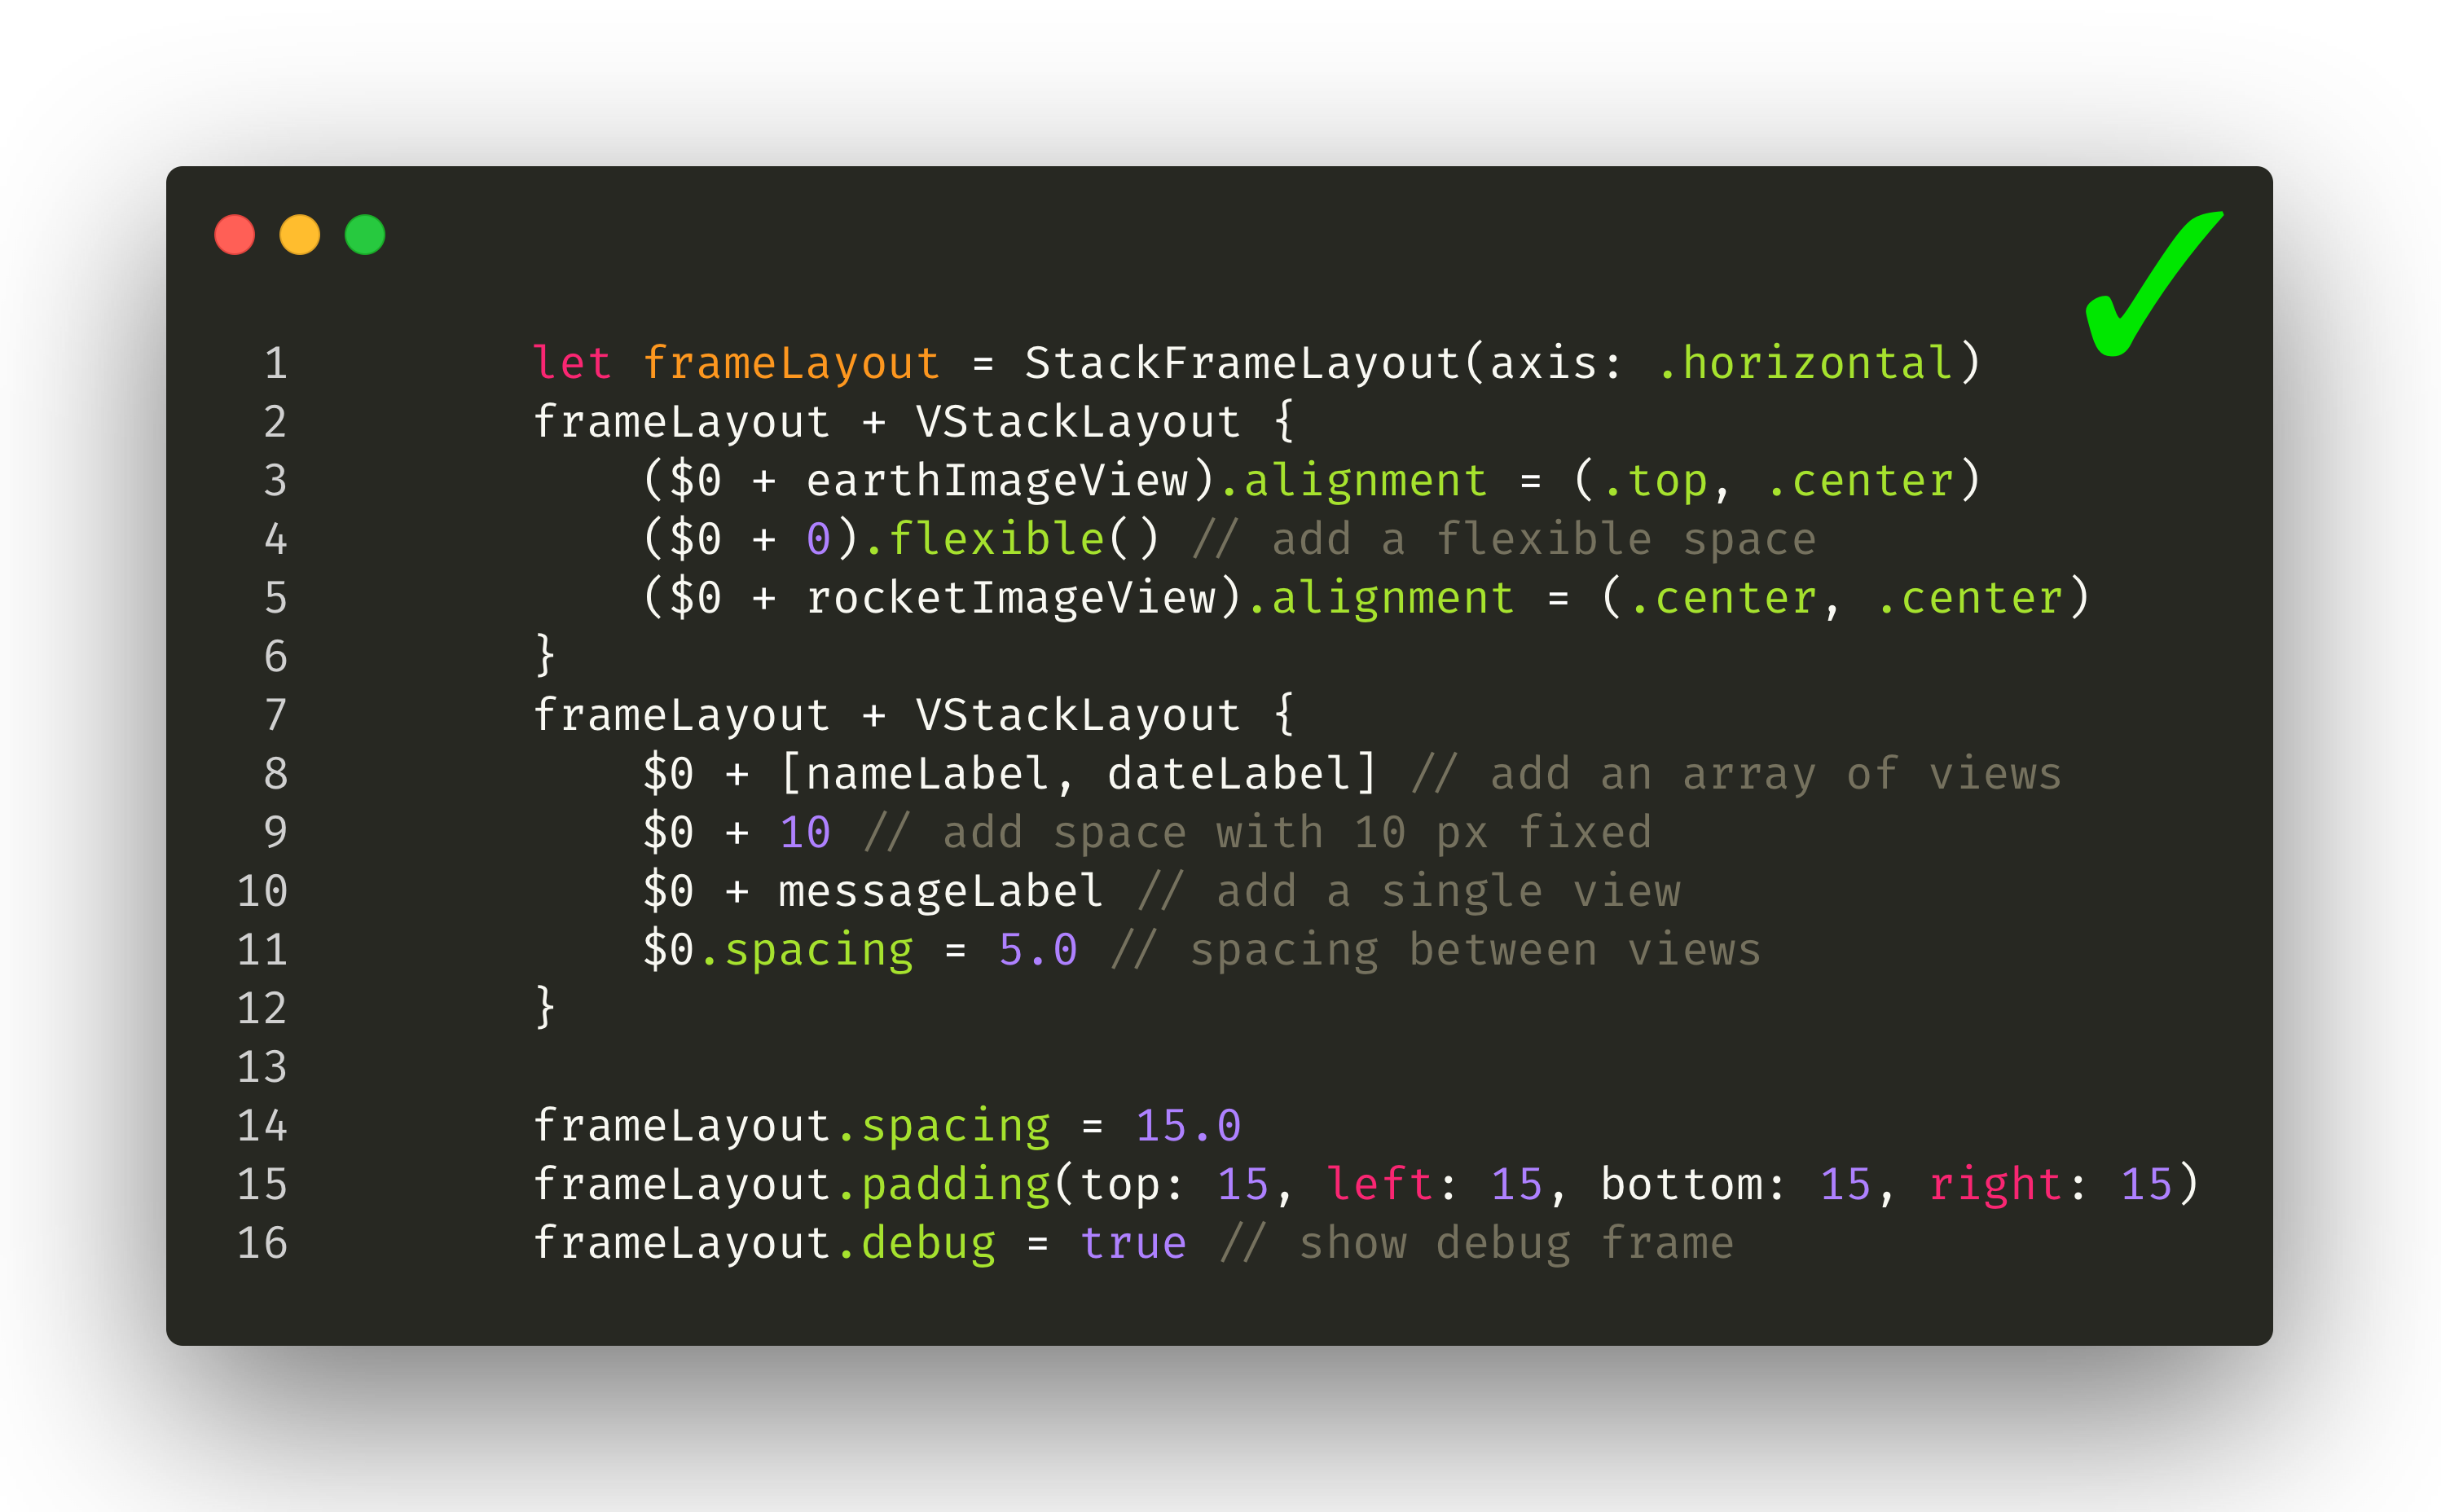 1 let frameLayout = StackFrameLayout(axis: .horizontal)
2 frameLayout + VStackLayout {
3 ($0 + earthImageView).alignment = (.top, .center)
4 ($0 + 0).flexible() // add a flexible space
5 ($0 + rocketImageView).alignment = (.center, .center)
6 }
7 frameLayout + VStackLayout {
8 $0 + [nameLabel, dateLabel] // add an array of views
9 $0 + 10 // add space with 10 px fixed
10 $0 + messageLabel // add a single view
11 $0.spacing = 5.0 // spacing between views
12 }
13
14 frameLayout.spacing = 15.0
15 frameLayout.padding(top: 15, left: 15, bottom: 15, right: 15)
16 frameLayout.debug = true // show debug frame